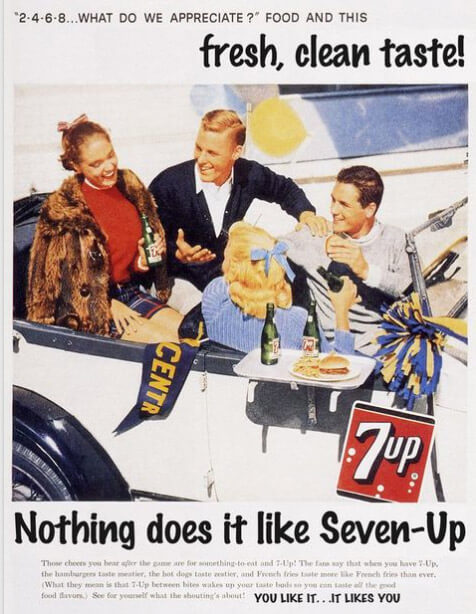 "2-4-6-8...WHAT DO WE APPRECIATE?" FOOD AND THIS
fresh, clean taste!
CENTR
7up
Nothing does it like Seven-Up
Those cheers you hear after the game are for something-to-eat and 7-Up! The fans say that when you have 7-Up,
the hamburgers taste meatier, the hot dogs taste zestier, and French fries taste more like French fries than ever.
(What they mean is that 7-Up between bites wakes up your taste buds so you can taste all the good
food flavors.) See for yourself what the shouting's about! YOU LIKE IT...IT LIKES YOU